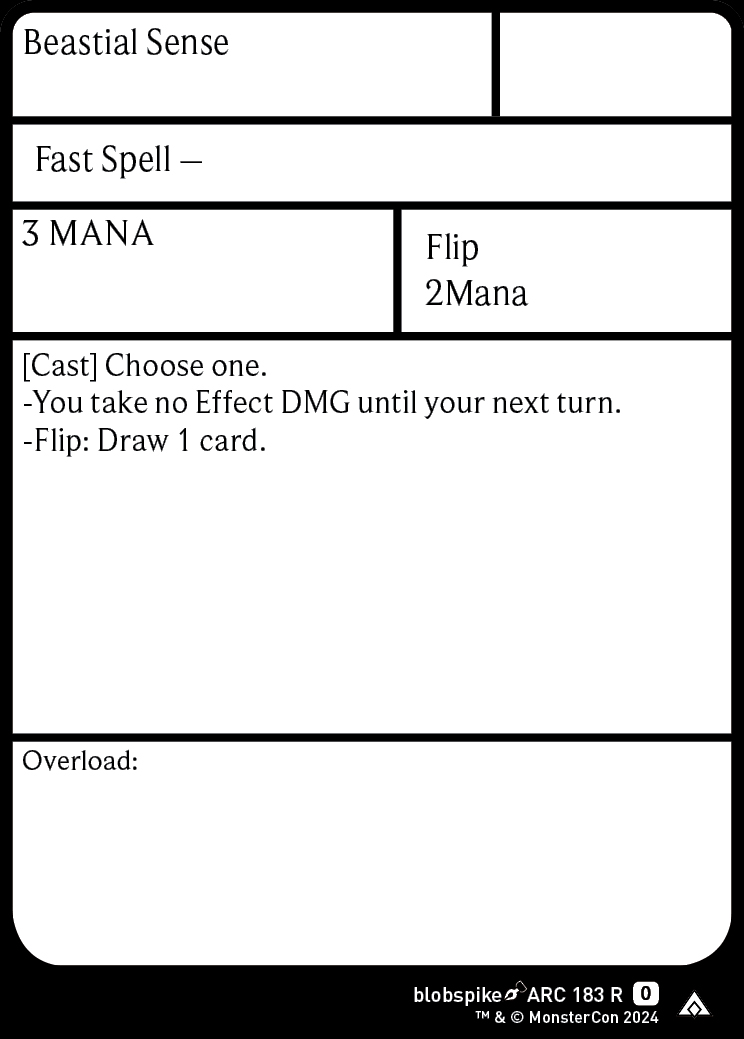 Beastial Sense
Fast Spell —
3 MANA
Flip
2Mana
[Cast] Choose one.
-You take no Effect DMG until your next turn.
-Flip: Draw 1 card.
Overload:
blobspike ARC 183 R 0
™ & © MonsterCon 2024